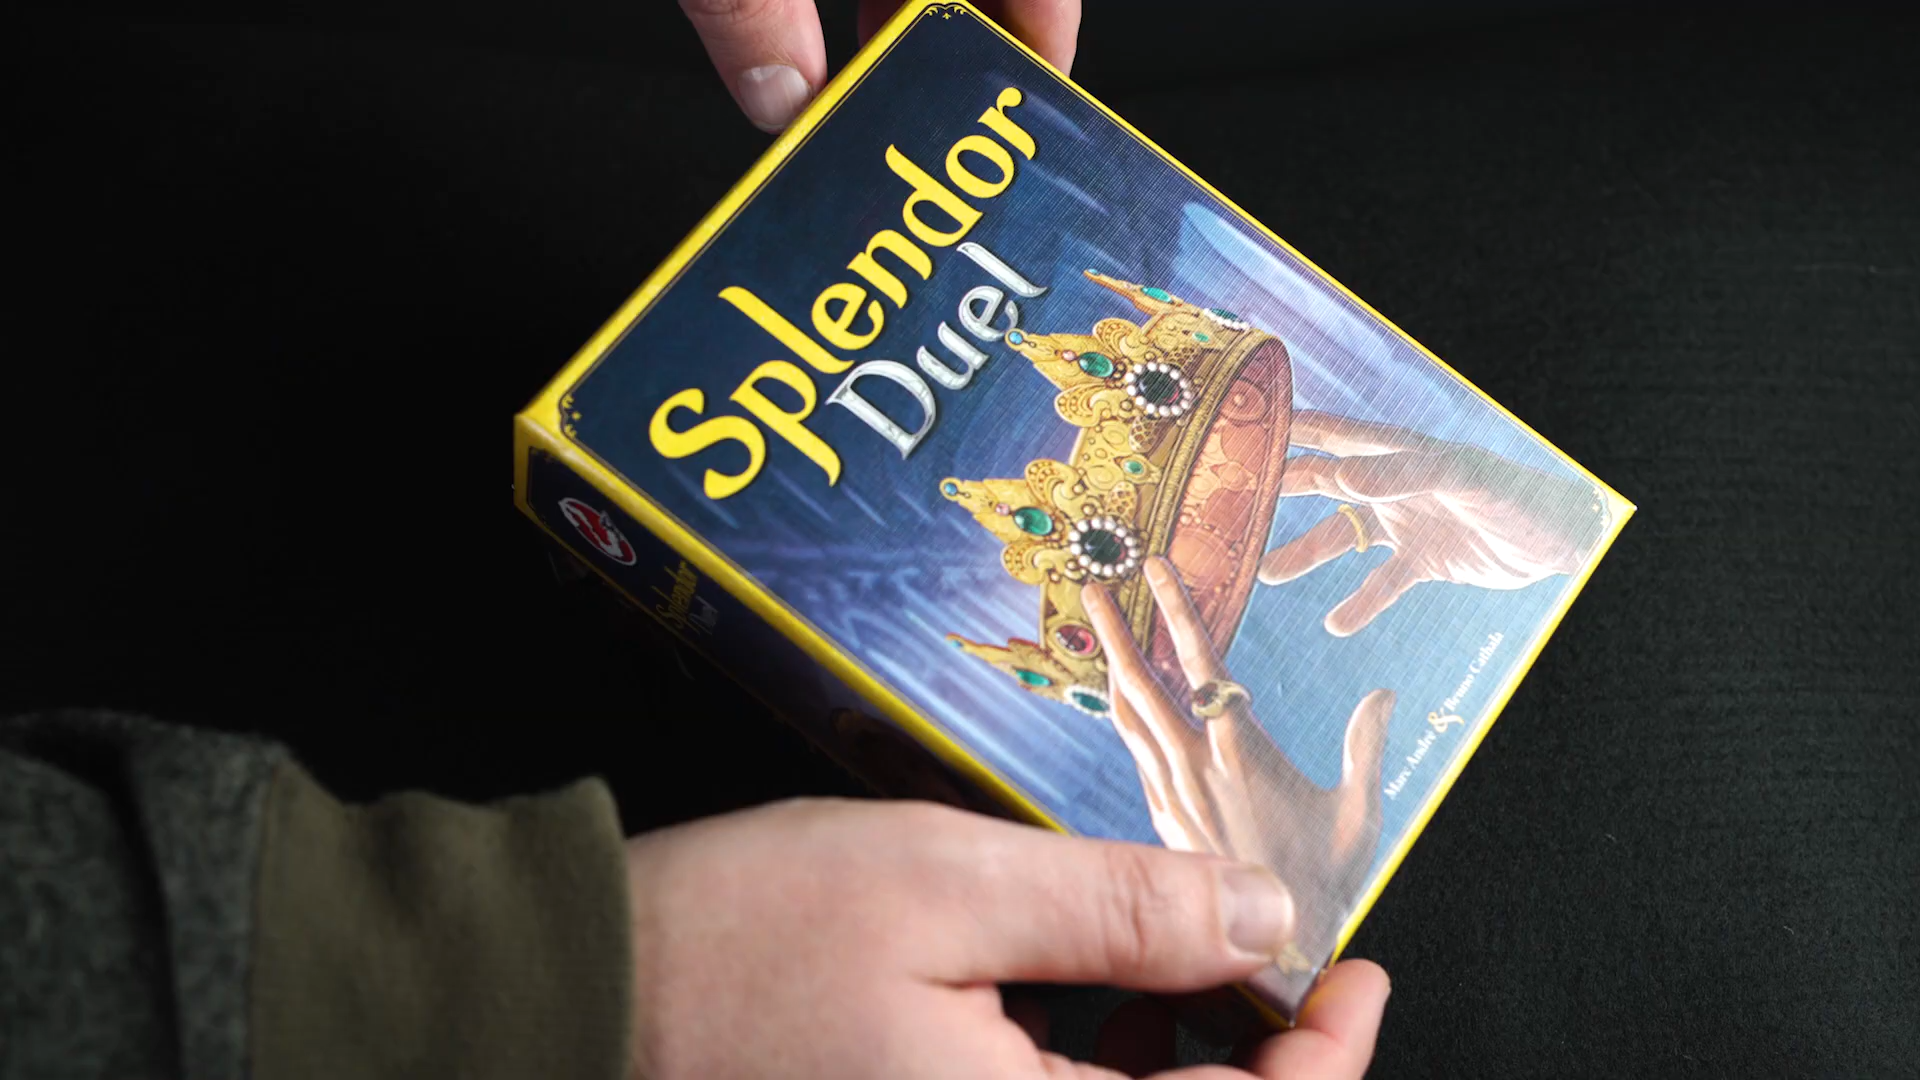 Splendor
Duel
Marc André & Bruno Cathala
Splendor
Duel